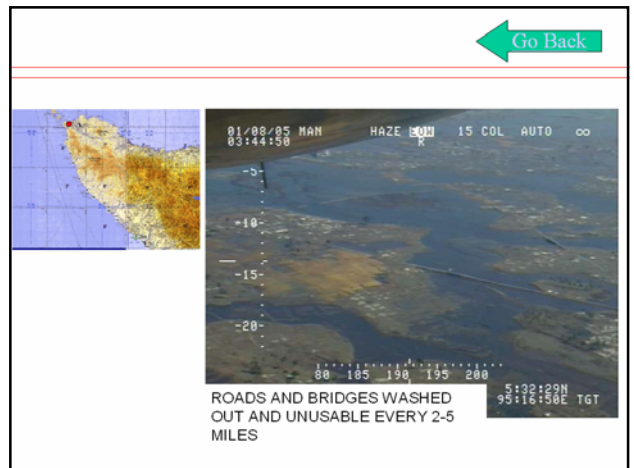 Go Back
01/08/05 MAN HAZE EOW 15 COL AUTO ∞
03:44:50 R
-5-
-10-
-15-
-20-
80 185 190 195 200
5:32:29N
95:16:50E TGT
ROADS AND BRIDGES WASHED
OUT AND UNUSABLE EVERY 2-5
MILES